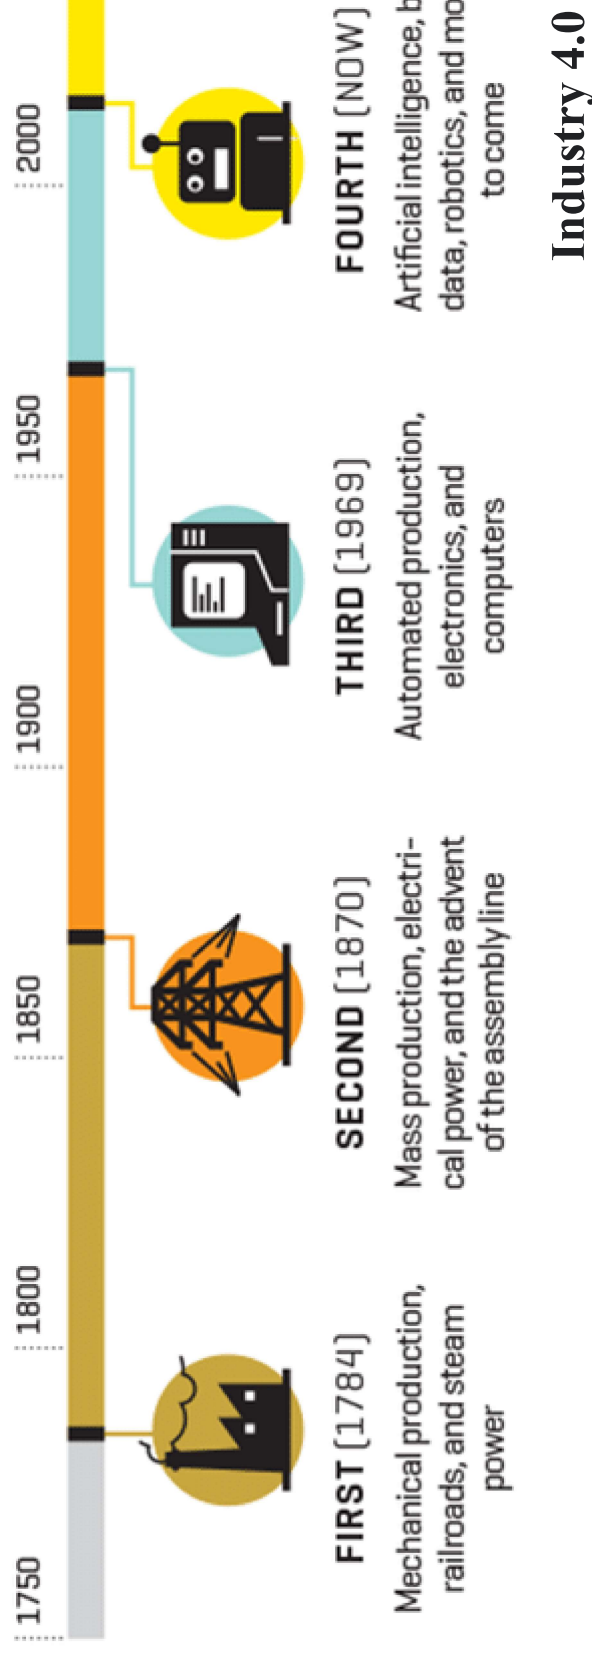 1750 1800 1850 1900 1950 2000
FIRST (1784)
Mechanical production,
railroads, and steam
power
SECOND (1870)
Mass production, electri-
cal power, and the advent
of the assembly line
THIRD (1969)
Automated production,
electronics, and
computers
FOURTH (NOW)
Artificial intelligence, b
data, robotics, and mo
to come
Industry 4.0